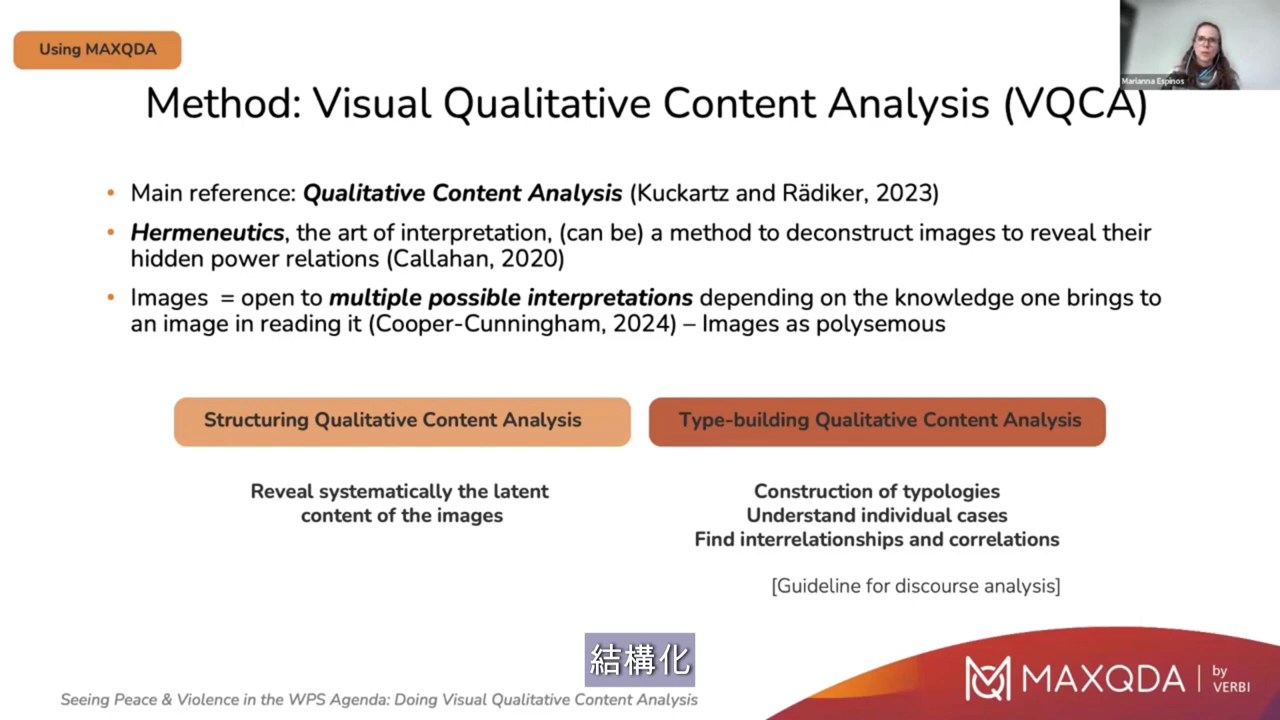 Using MAXQDA
Marianna Espinos
Method: Visual Qualitative Content Analysis (VQCA)
• Main reference: Qualitative Content Analysis (Kuckartz and Rädiker, 2023)
• Hermeneutics, the art of interpretation, (can be) a method to deconstruct images to reveal their
hidden power relations (Callahan, 2020)
• Images = open to multiple possible interpretations depending on the knowledge one brings to
an image in reading it (Cooper-Cunningham, 2024) – Images as polysemous
Structuring Qualitative Content Analysis
Reveal systematically the latent
content of the images
Type-building Qualitative Content Analysis
Construction of typologies
Understand individual cases
Find interrelationships and correlations
[Guideline for discourse analysis]
結構化
Seeing Peace & Violence in the WPS Agenda: Doing Visual Qualitative Content Analysis
MAXQDA | by
VERBI